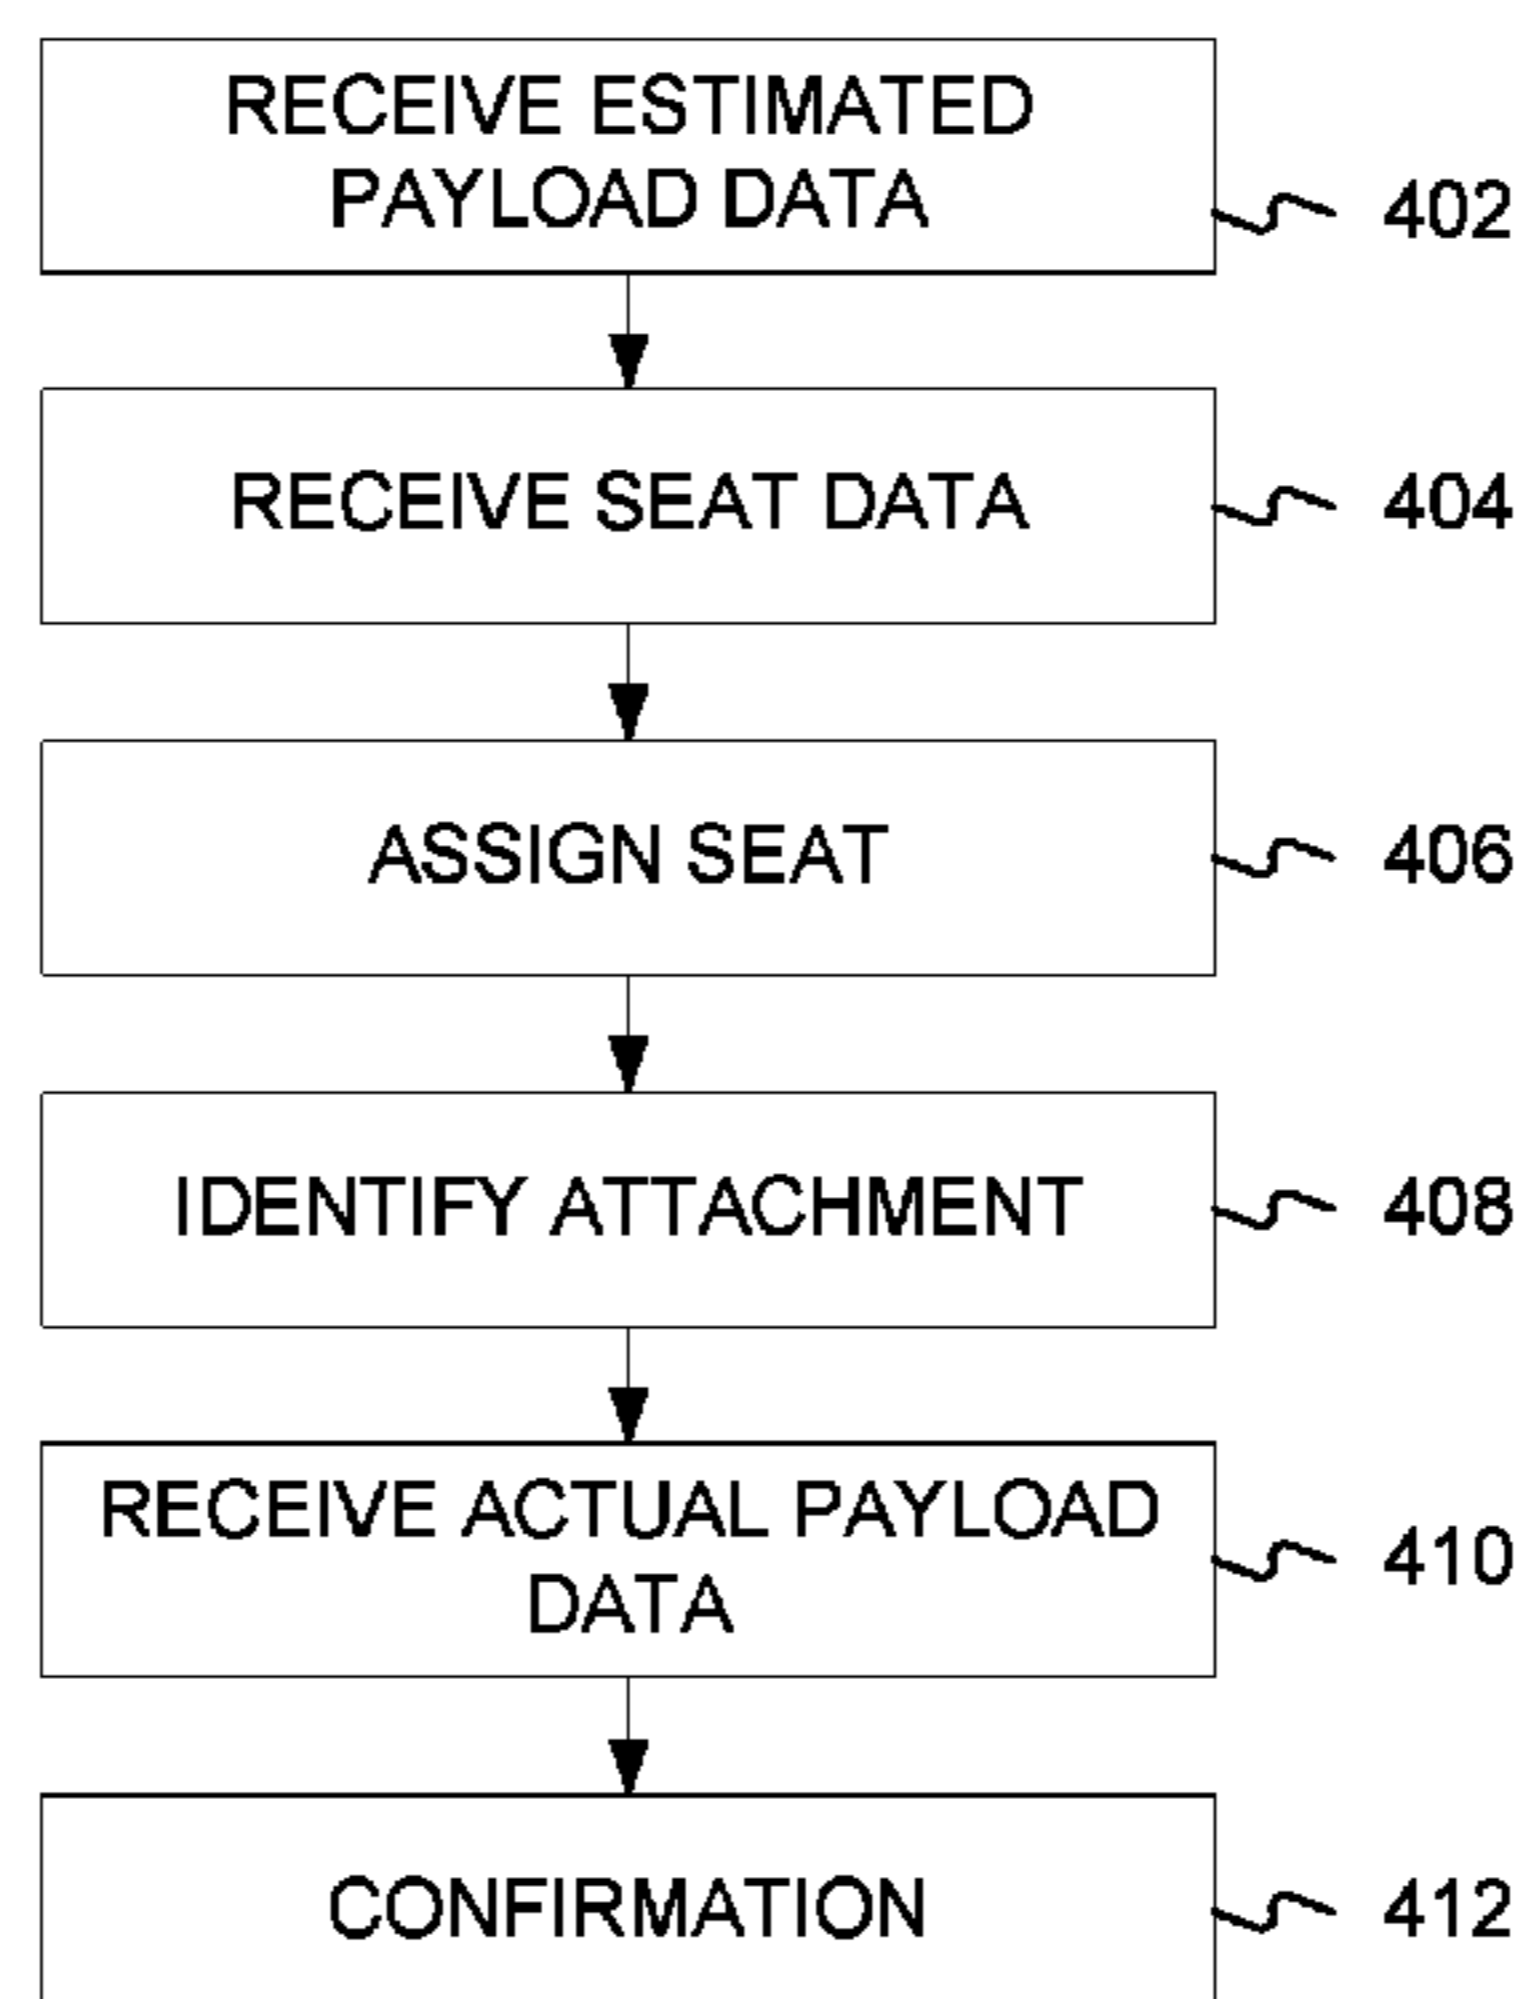 RECEIVE ESTIMATED
PAYLOAD DATA
402
RECEIVE SEAT DATA
404
ASSIGN SEAT
406
IDENTIFY ATTACHMENT
408
RECEIVE ACTUAL PAYLOAD
DATA
410
CONFIRMATION
412